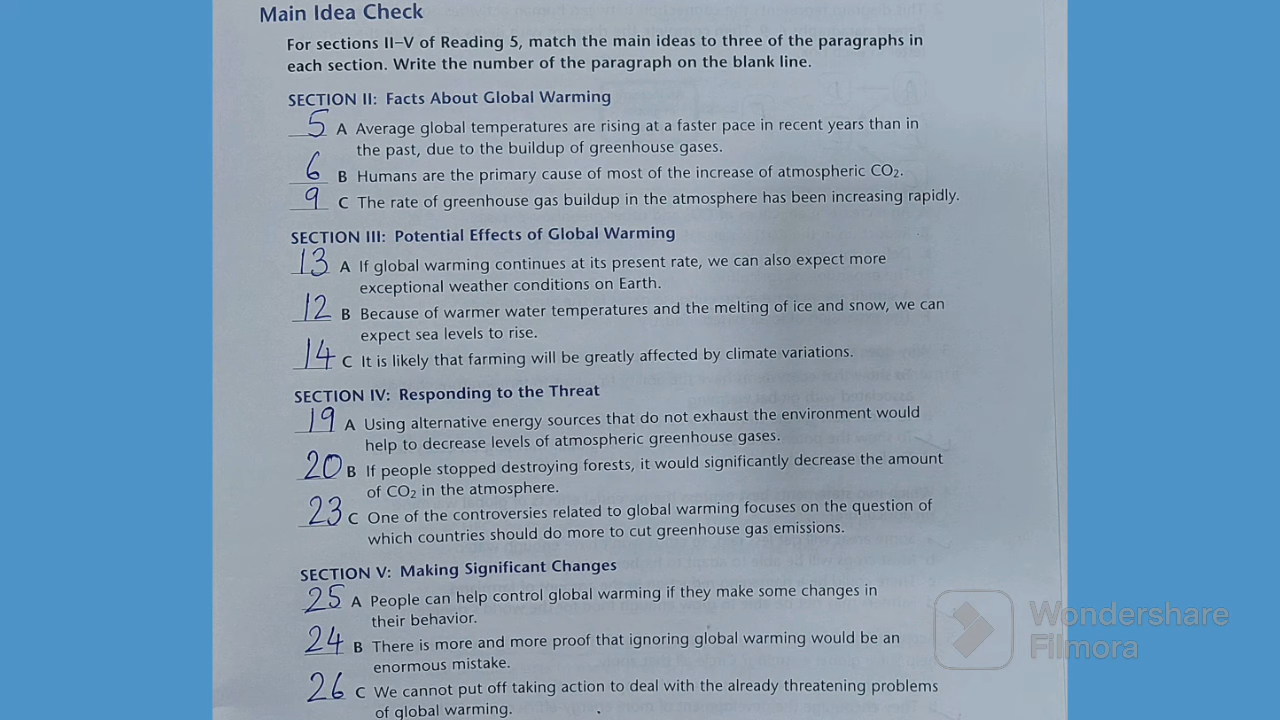 Main Idea Check
For sections II–V of Reading 5, match the main ideas to three of the paragraphs in
each section. Write the number of the paragraph on the blank line.
SECTION II: Facts About Global Warming
5 A Average global temperatures are rising at a faster pace in recent years than in
the past, due to the buildup of greenhouse gases.
6 B Humans are the primary cause of most of the increase of atmospheric CO₂.
9 C The rate of greenhouse gas buildup in the atmosphere has been increasing rapidly.
SECTION III: Potential Effects of Global Warming
13 A If global warming continues at its present rate, we can also expect more
exceptional weather conditions on Earth.
12 B Because of warmer water temperatures and the melting of ice and snow, we can
expect sea levels to rise.
14 C It is likely that farming will be greatly affected by climate variations.
SECTION IV: Responding to the Threat
19 A Using alternative energy sources that do not exhaust the environment would
help to decrease levels of atmospheric greenhouse gases.
20 B If people stopped destroying forests, it would significantly decrease the amount
of CO₂ in the atmosphere.
23 C One of the controversies related to global warming focuses on the question of
which countries should do more to cut greenhouse gas emissions.
SECTION V: Making Significant Changes
25 A People can help control global warming if they make some changes in
their behavior.
24 B There is more and more proof that ignoring global warming would be an
enormous mistake.
26 C We cannot put off taking action to deal with the already threatening problems
of global warming.
Wondershare
Filmora